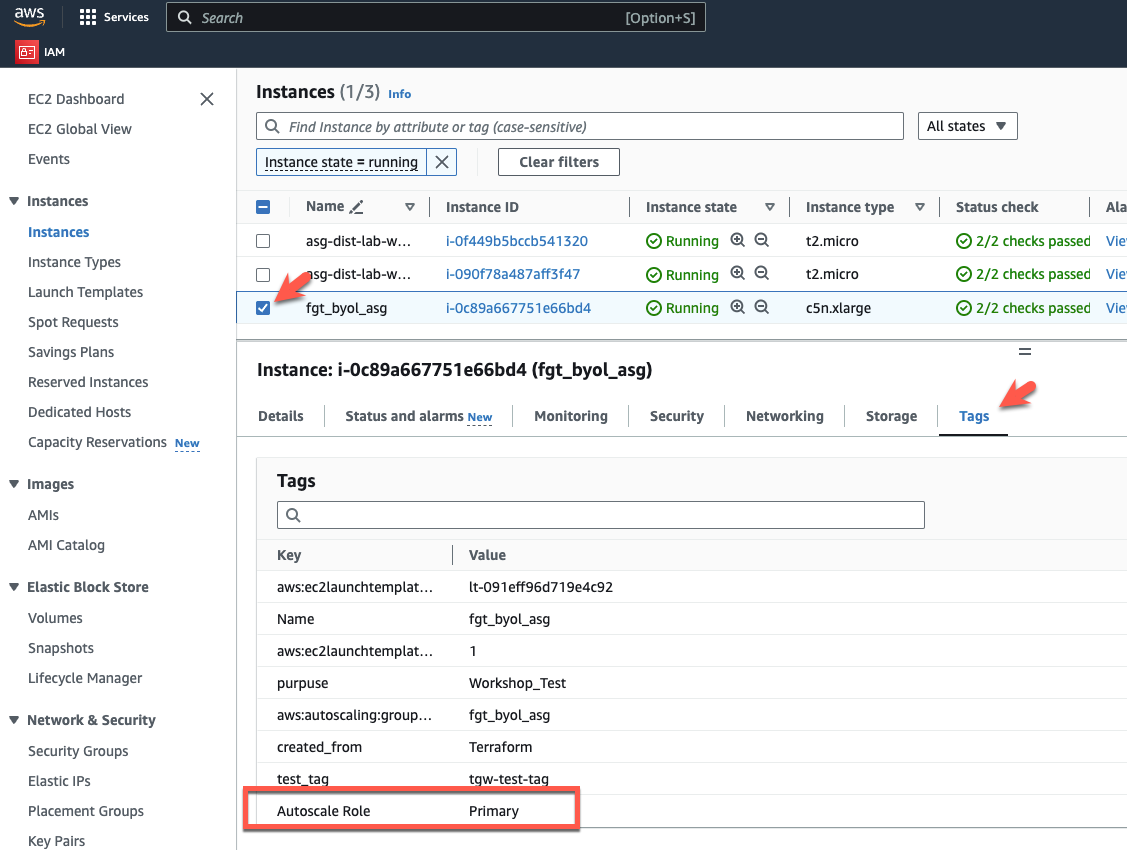 aws Services Search [Option+S]
IAM
EC2 Dashboard
EC2 Global View
Events
Instances
Instances
Instance Types
Launch Templates
Spot Requests
Savings Plans
Reserved Instances
Dedicated Hosts
Capacity Reservations New
Images
AMIs
AMI Catalog
Elastic Block Store
Volumes
Snapshots
Lifecycle Manager
Network & Security
Security Groups
Elastic IPs
Placement Groups
Key Pairs
Instances (1/3) Info
Find Instance by attribute or tag (case-sensitive) All states
Instance state = running Clear filters
Name Instance ID Instance state Instance type Status check Ala
asg-dist-lab-w... i-0f449b5bccb541320 Running t2.micro 2/2 checks passed Vie
asg-dist-lab-w... i-090f78a487aff3f47 Running t2.micro 2/2 checks passed Vie
fgt_byol_asg i-0c89a667751e66bd4 Running c5n.xlarge 2/2 checks passed Vie
Instance: i-0c89a667751e66bd4 (fgt_byol_asg)
Details Status and alarms New Monitoring Security Networking Storage Tags
Tags
Key Value
aws:ec2launchtemplat... lt-091eff96d719e4c92
Name fgt_byol_asg
aws:ec2launchtemplat... 1
purpuse Workshop_Test
aws:autoscaling:group... fgt_byol_asg
created_from Terraform
test_tag tgw-test-tag
Autoscale Role Primary